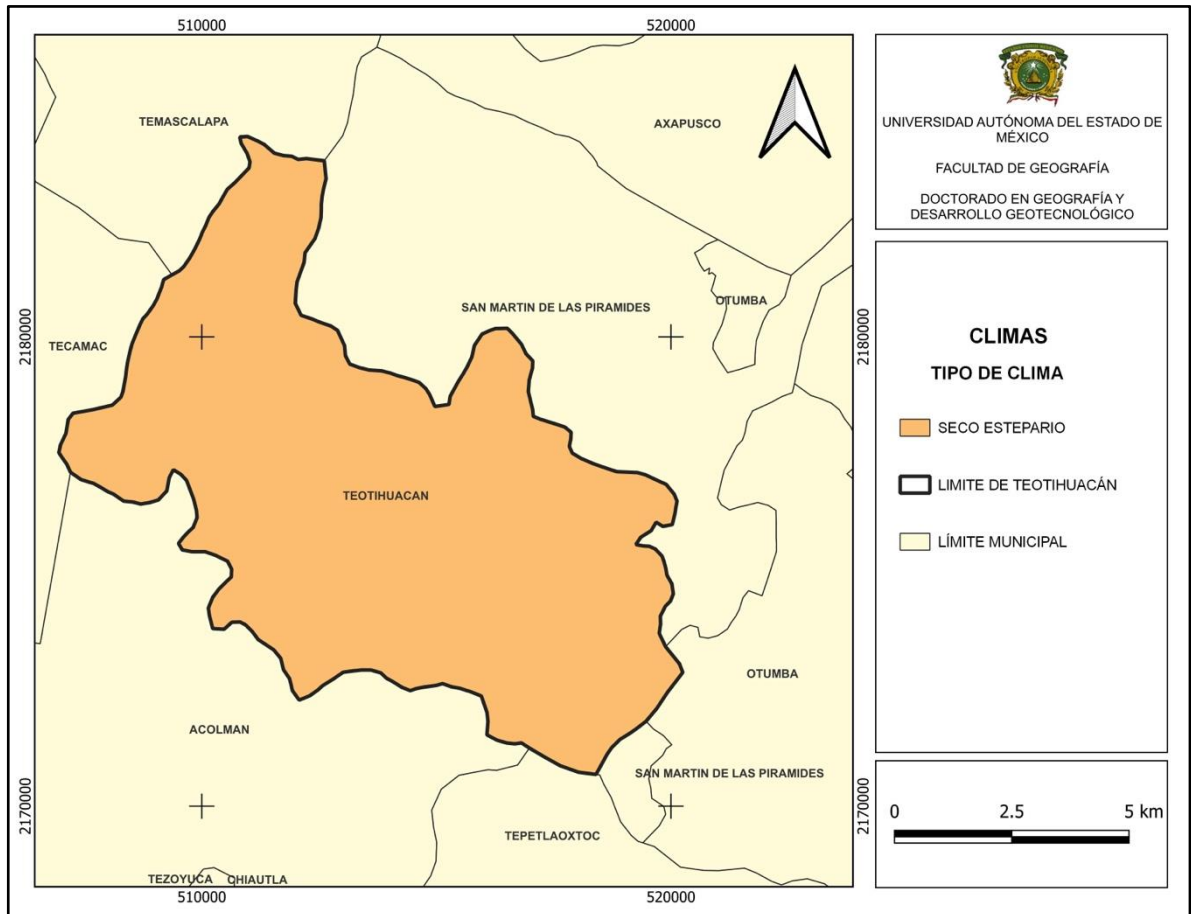 510000
520000
TEMASCALAPA
AXAPUSCO
OTUMBA
SAN MARTIN DE LAS PIRAMIDES
2180000
2180000
TECAMAC
TEOTIHUACAN
OTUMBA
ACOLMAN
SAN MARTIN DE LAS PIRAMIDES
2170000
2170000
TEPETLAOXTOC
TEZOYUCA
CHIAUTLA
510000
520000
UNIVERSIDAD AUTÓNOMA DEL ESTADO DE
MÉXICO
FACULTAD DE GEOGRAFÍA
DOCTORADO EN GEOGRAFÍA Y
DESARROLLO GEOTECNOLÓGICO
CLIMAS
TIPO DE CLIMA
SECO ESTEPARIO
LIMITE DE TEOTIHUACÁN
LÍMITE MUNICIPAL
0 2.5 5 km